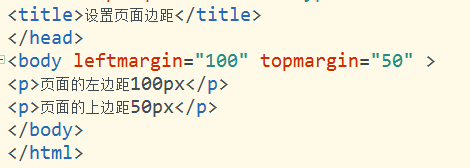 <title>设置页面边距</title>
</head>
<body leftmargin="100" topmargin="50" >
<p>页面的左边距100px</p>
<p>页面的上边距50px</p>
</body>
</html>